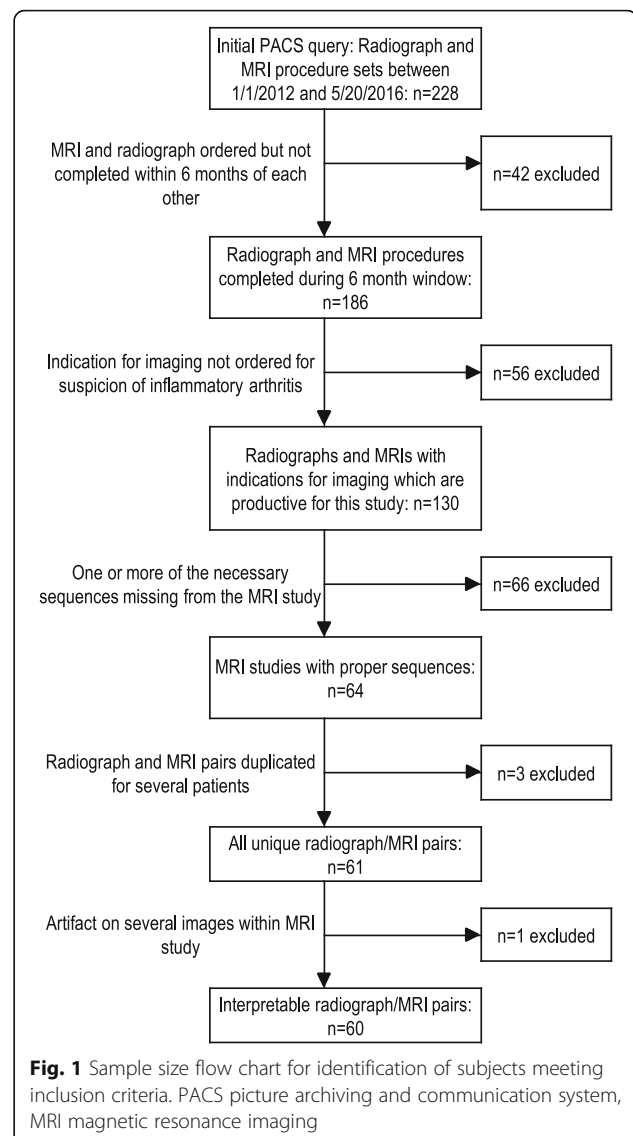 Initial PACS query: Radiograph and
MRI procedure sets between
1/1/2012 and 5/20/2016: n=228
MRI and radiograph ordered but not
completed within 6 months of each
other
n=42 excluded
Radiograph and MRI procedures
completed during 6 month window:
n=186
Indication for imaging not ordered for
suspicion of inflammatory arthritis
n=56 excluded
Radiographs and MRIs with
indications for imaging which are
productive for this study: n=130
One or more of the necessary
sequences missing from the MRI study
n=66 excluded
MRI studies with proper sequences:
n=64
Radiograph and MRI pairs duplicated
for several patients
n=3 excluded
All unique radiograph/MRI pairs:
n=61
Artifact on several images within MRI
study
n=1 excluded
Interpretable radiograph/MRI pairs:
n=60
Fig. 1 Sample size flow chart for identification of subjects meeting
inclusion criteria. PACS picture archiving and communication system,
MRI magnetic resonance imaging